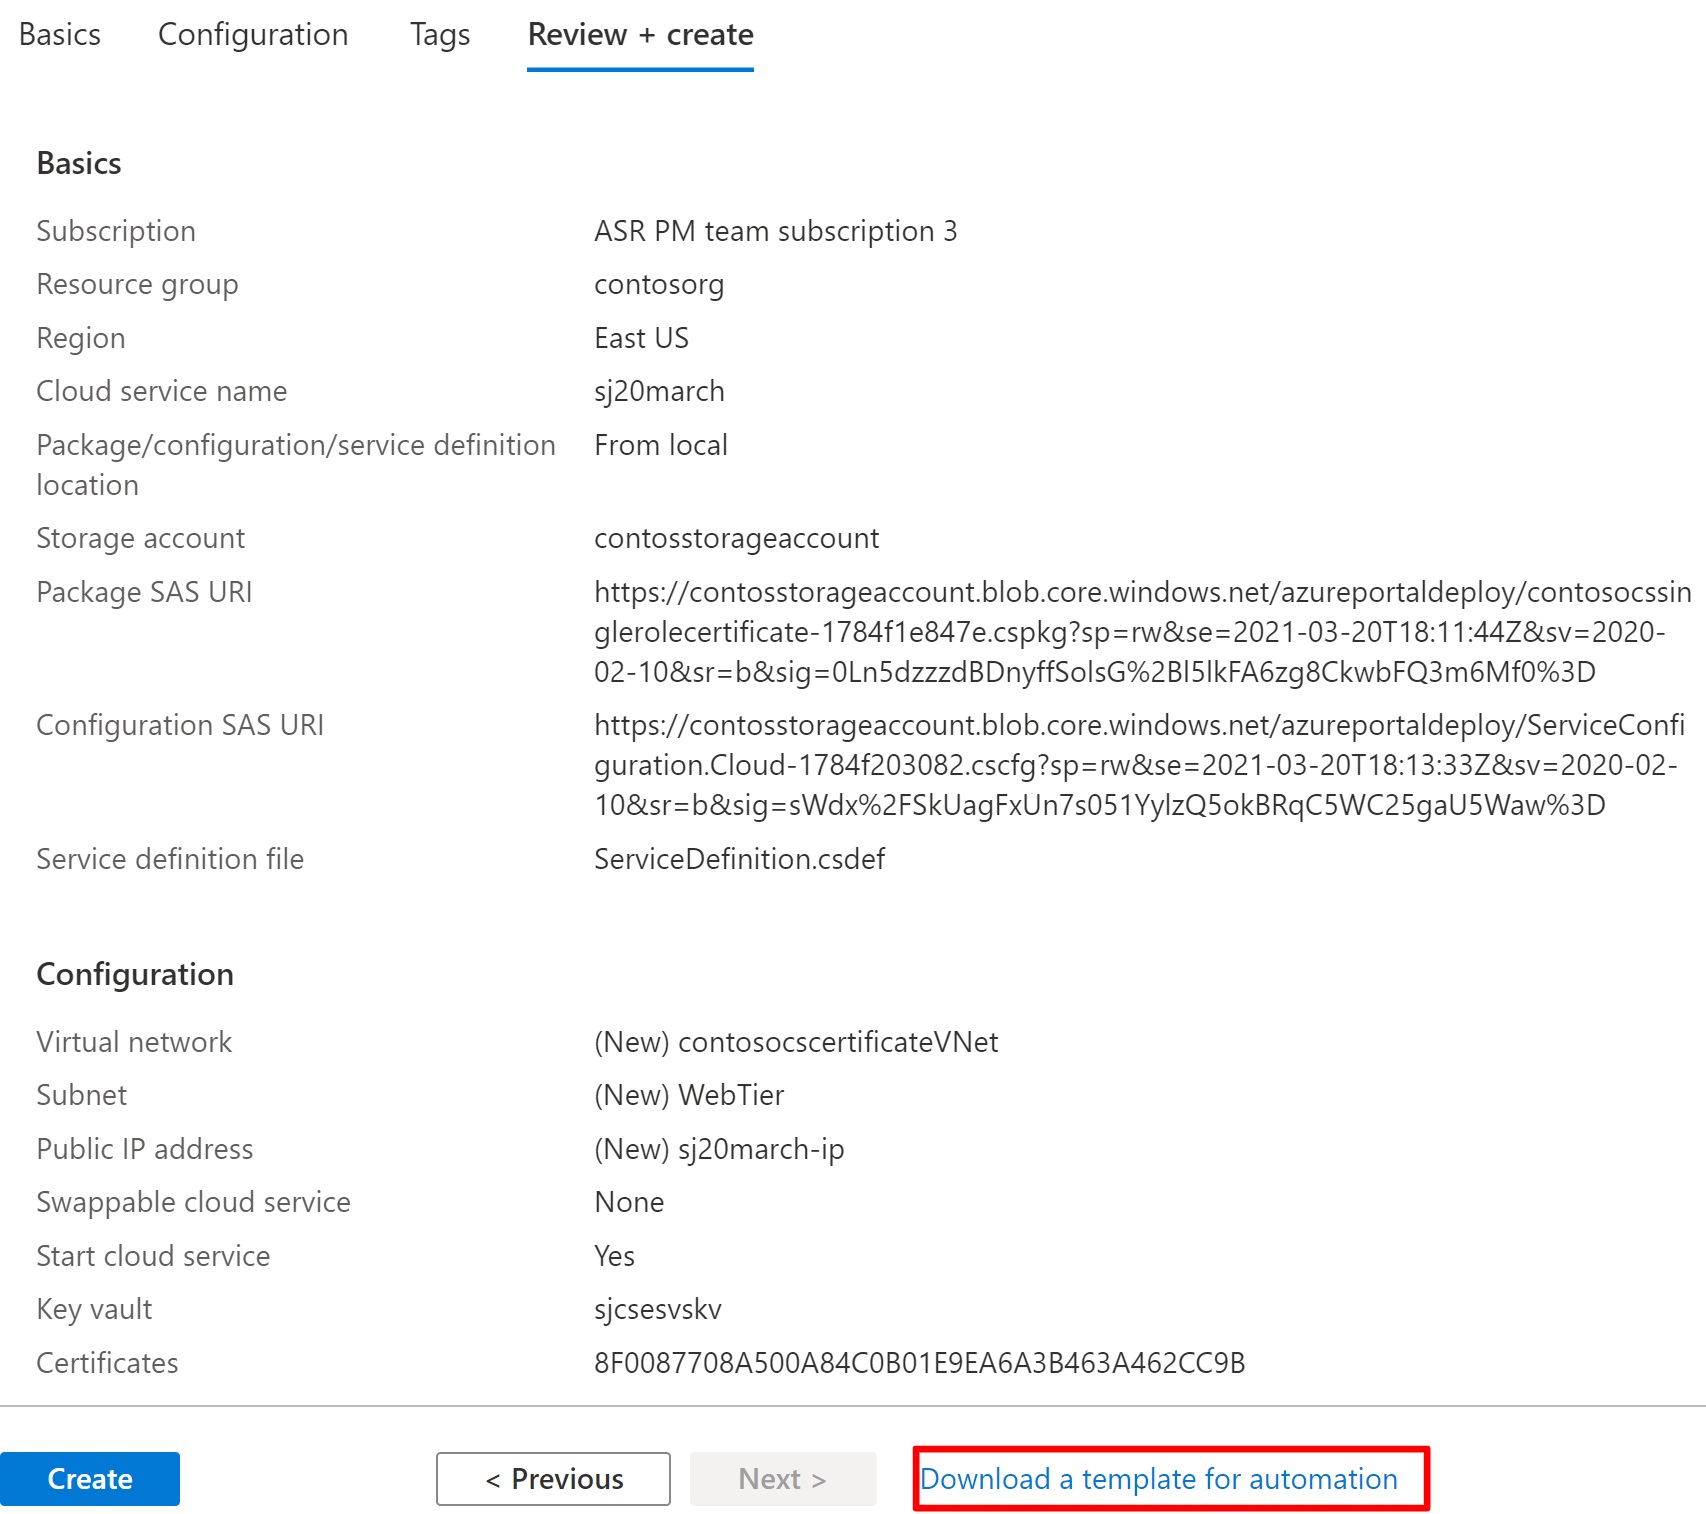 Basics Configuration Tags Review + create
Basics
Subscription ASR PM team subscription 3
Resource group contosorg
Region East US
Cloud service name sj20march
Package/configuration/service definition From local
location
Storage account contosstorageaccount
Package SAS URI https://contosstorageaccount.blob.core.windows.net/azureportaldeploy/contosocssin
glerolecertificate-1784f1e847e.cspkg?sp=rw&se=2021-03-20T18:11:44Z&sv=2020-
02-10&sr=b&sig=0Ln5dzzzdBDnyffSolsG%2Bl5lkFA6zg8CkwbFQ3m6Mf0%3D
Configuration SAS URI https://contosstorageaccount.blob.core.windows.net/azureportaldeploy/ServiceConfi
guration.Cloud-1784f203082.cscfg?sp=rw&se=2021-03-20T18:13:33Z&sv=2020-02-
10&sr=b&sig=sWdx%2FSkUagFxUn7s051YylzQ5okBRqC5WC25gaU5Waw%3D
Service definition file ServiceDefinition.csdef
Configuration
Virtual network (New) contosocscertificateVNet
Subnet (New) WebTier
Public IP address (New) sj20march-ip
Swappable cloud service None
Start cloud service Yes
Key vault sjcsesvskv
Certificates 8F0087708A500A84C0B01E9EA6A3B463A462CC9B
Create < Previous Next > Download a template for automation